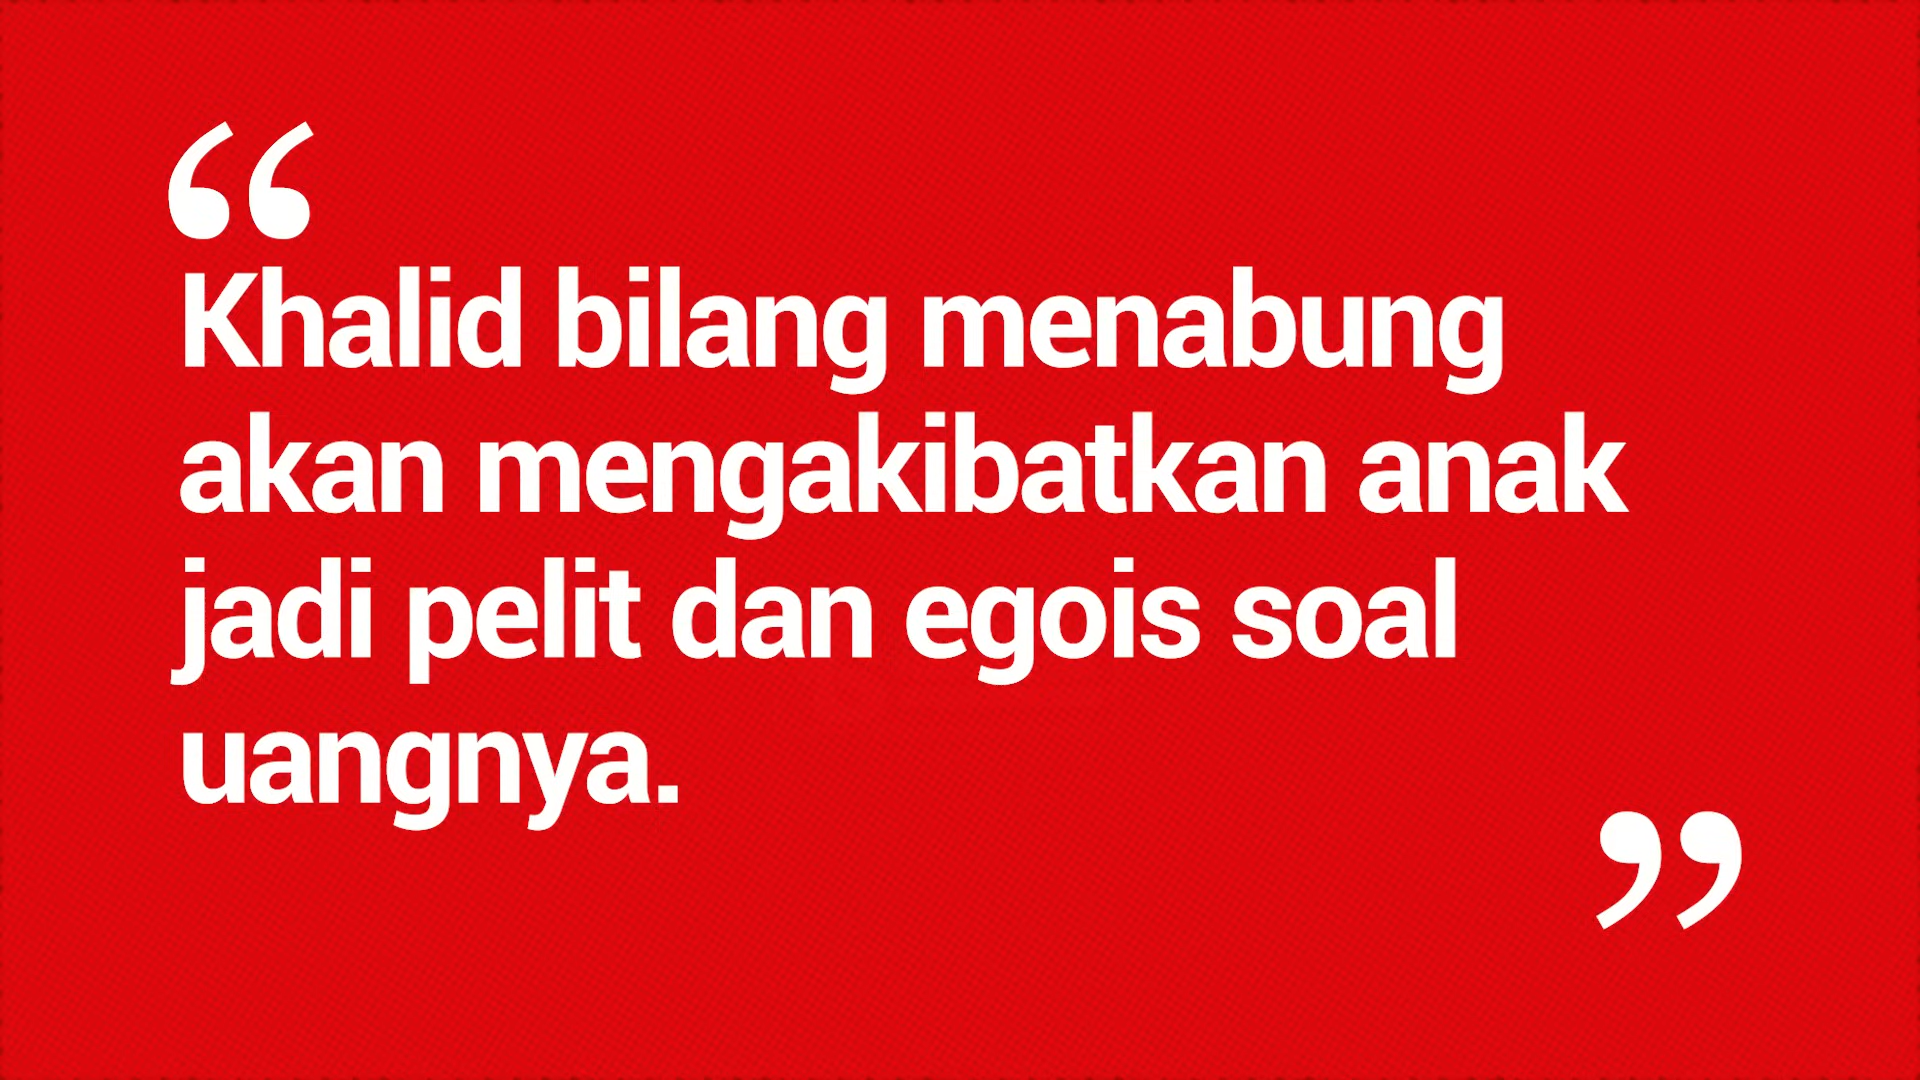 “
Khalid bilang menabung
akan mengakibatkan anak
jadi pelit dan egois soal
uangnya.
”